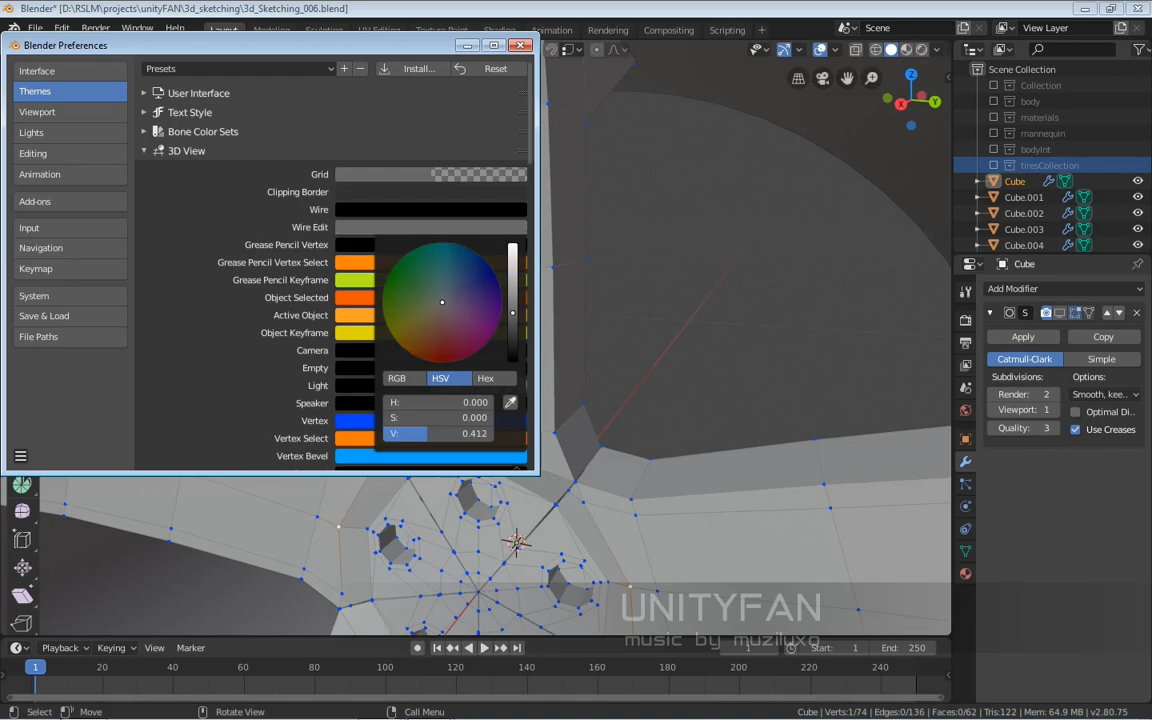 Blender* [D:\RSLM\projects\unityFAN\3d_sketching\3d_Sketching_006.blend]
File
Edit
Render
Window
Help
Layout
Modeling
Sculpting
UV Editing
Texture Paint
Shading
Animation
Rendering
Compositing
Scripting
Scene
View Layer
Blender Preferences
Interface
Themes
Viewport
Lights
Editing
Animation
Add-ons
Input
Navigation
Keymap
System
Save & Load
File Paths
Presets
Install...
Reset
User Interface
Text Style
Bone Color Sets
3D View
Grid
Clipping Border
Wire
Wire Edit
Grease Pencil Vertex
Grease Pencil Vertex Select
Grease Pencil Keyframe
Object Selected
Active Object
Object Keyframe
Camera
Empty
Light
Speaker
Vertex
Vertex Select
Vertex Bevel
RGB
HSV
Hex
H: 0.000
S: 0.000
V: 0.412
Z
X
Y
Scene Collection
Collection
body
materials
mannequin
bodyint
tiresCollection
Cube
Cube.001
Cube.002
Cube.003
Cube.004
Cube
Add Modifier
S
Apply
Copy
Catmull-Clark
Simple
Subdivisions:
Options:
Render: 2
Smooth, kee..
Viewport: 1
Optimal Di..
Quality: 3
Use Creases
UNITYFAN
music by muziluxo
Playback
Keying
View
Marker
1
Start: 1
End: 250
1
20
40
60
80
100
120
140
160
180
200
220
240
Select
Move
Rotate View
Call Menu
Cube | Verts:1/74 | Edges:0/136 | Faces:0/62 | Tris:122 | Mem: 64.9 MB | v2.80.75